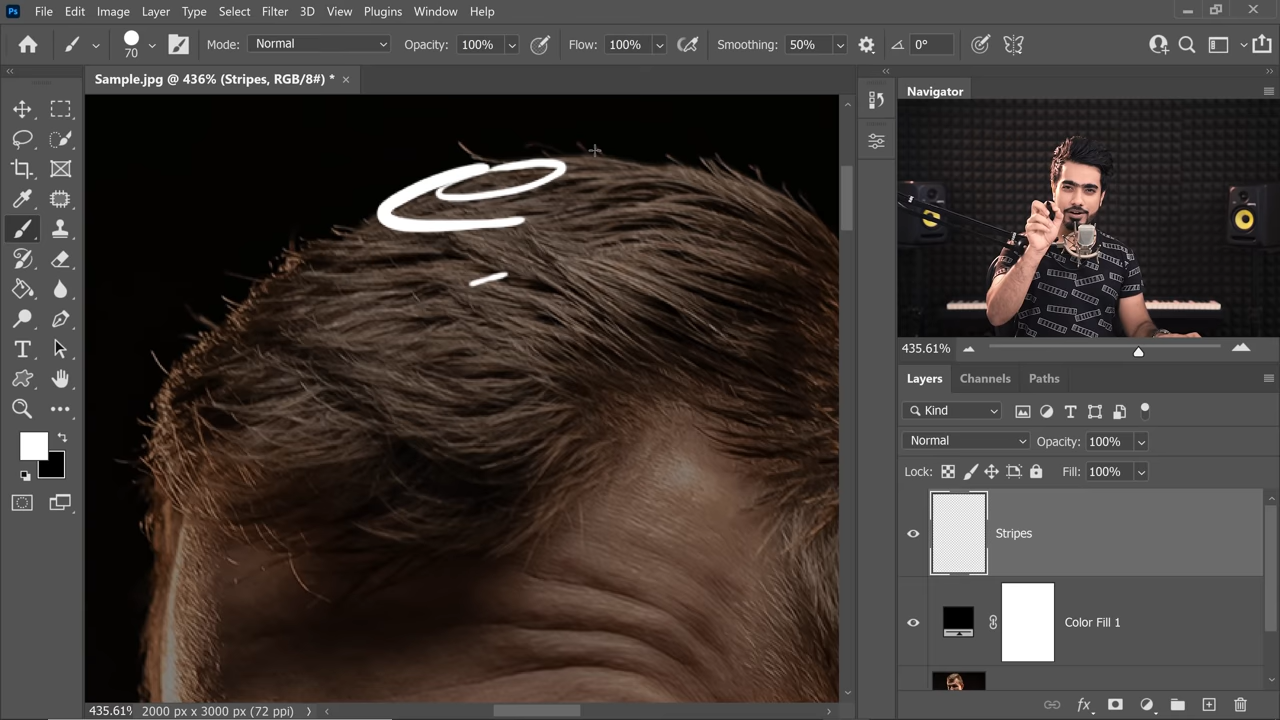 Ps File Edit Image Layer Type Select Filter 3D View Plugins Window Help
70 Mode: Normal Opacity: 100% Flow: 100% Smoothing: 50% 0°
Sample.jpg @ 436% (Stripes, RGB/8#) *
Navigator
435.61%
Layers Channels Paths
Kind
Normal Opacity: 100%
Lock: Fill: 100%
Stripes
Color Fill 1
435.61% 2000 px x 3000 px (72 ppi)